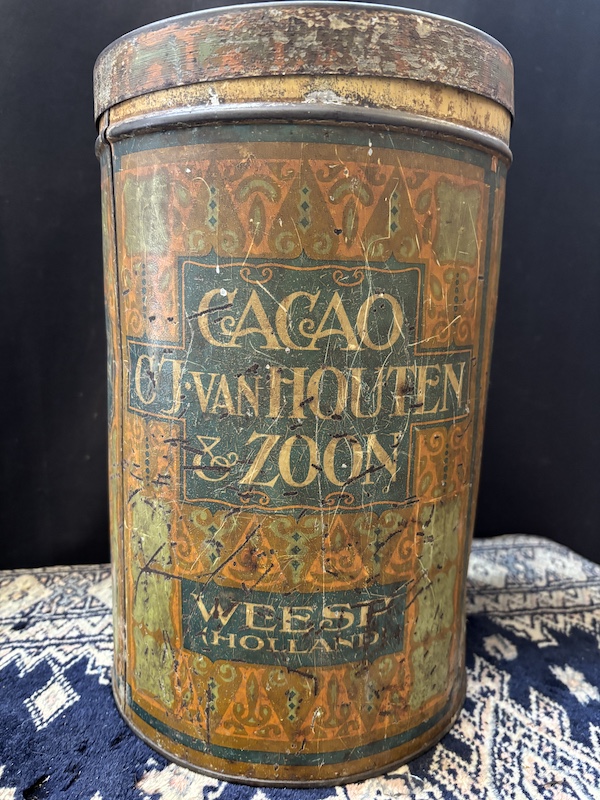 CACAO
C.J. VAN HOUTEN
& ZOON
WEESP
(HOLLAND)